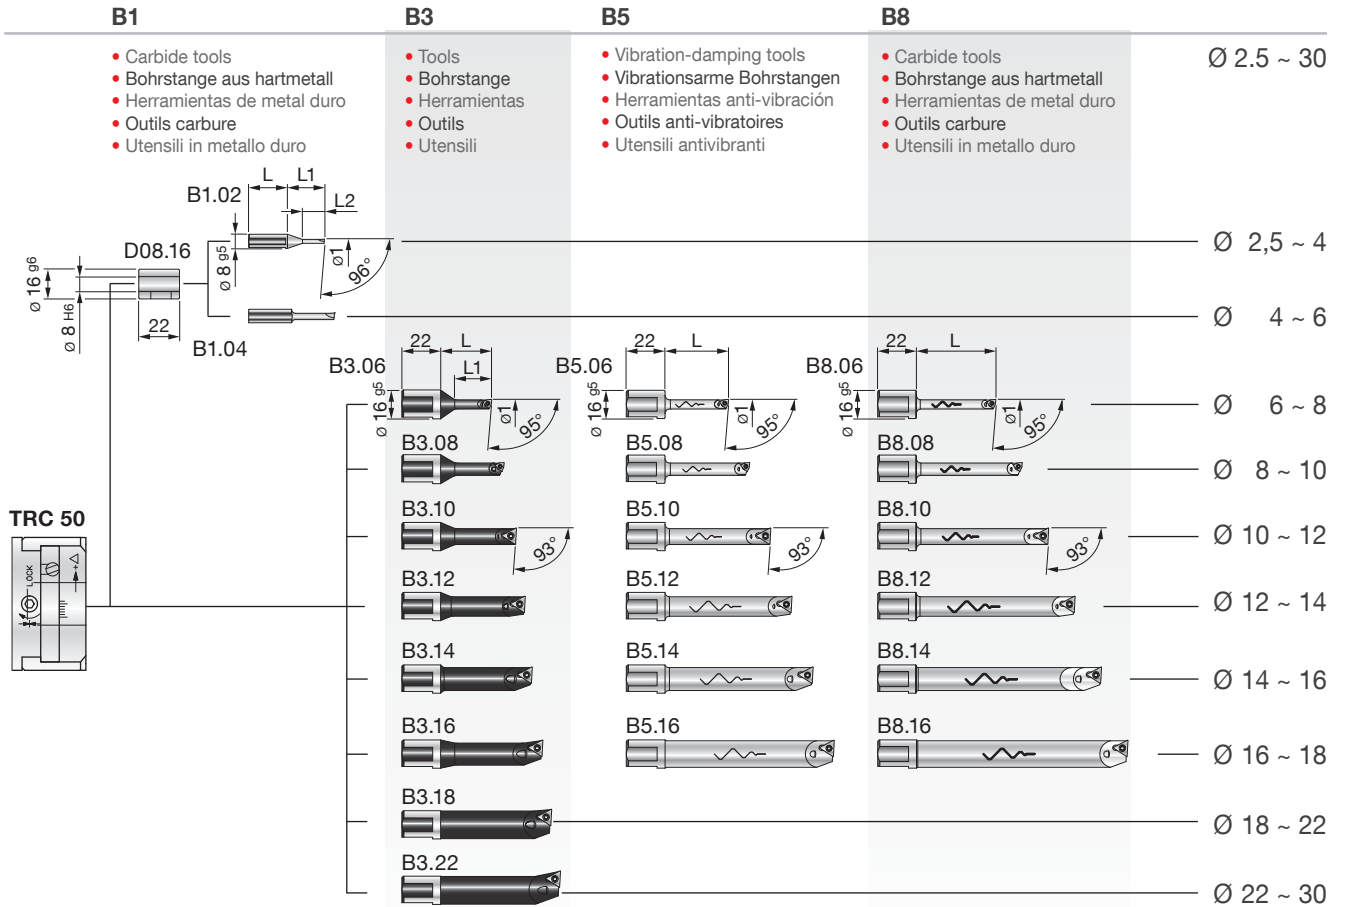 B1 B3 B5 B8
• Carbide tools
• Bohrstange aus hartmetall
• Herramientas de metal duro
• Outils carbure
• Utensili in metallo duro
• Tools
• Bohrstange
• Herramientas
• Outils
• Utensili
• Vibration-damping tools
• Vibrationsarme Bohrstangen
• Herramientas anti-vibración
• Outils anti-vibratoires
• Utensili antivibranti
• Carbide tools
• Bohrstange aus hartmetall
• Herramientas de metal duro
• Outils carbure
• Utensili in metallo duro
Ø 2.5 ~ 30
B1.02
L L1
L2
Ø 8 g5
Ø1
96°
Ø 2,5 ~ 4
D08.16
Ø 16 g6
Ø 8 H6
22
B1.04
Ø 4 ~ 6
B3.06
22 L
L1
Ø 16 g5
Ø1
95°
B5.06
22 L
Ø 16 g5
Ø1
95°
B8.06
22 L
Ø 16 g5
Ø1
95°
Ø 6 ~ 8
B3.08 B5.08 B8.08
Ø 8 ~ 10
TRC 50
LOCK
+
B3.10
93°
B5.10
93°
B8.10
93°
Ø 10 ~ 12
B3.12 B5.12 B8.12
Ø 12 ~ 14
B3.14 B5.14 B8.14
Ø 14 ~ 16
B3.16 B5.16 B8.16
Ø 16 ~ 18
B3.18
Ø 18 ~ 22
B3.22
Ø 22 ~ 30